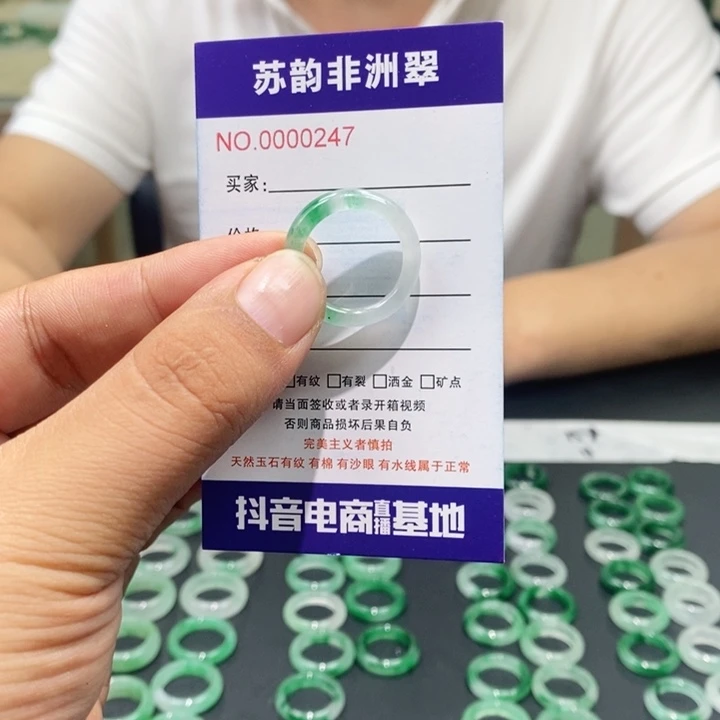 苏韵非洲翠
NO.0000247
买家:
有纹 有裂 洒金 矿点
请当面签收或者录开箱视频
否则商品损坏后果自负
完美主义者慎拍
天然玉石有纹 有棉 有沙眼 有水线属于正常
抖音电商直播基地